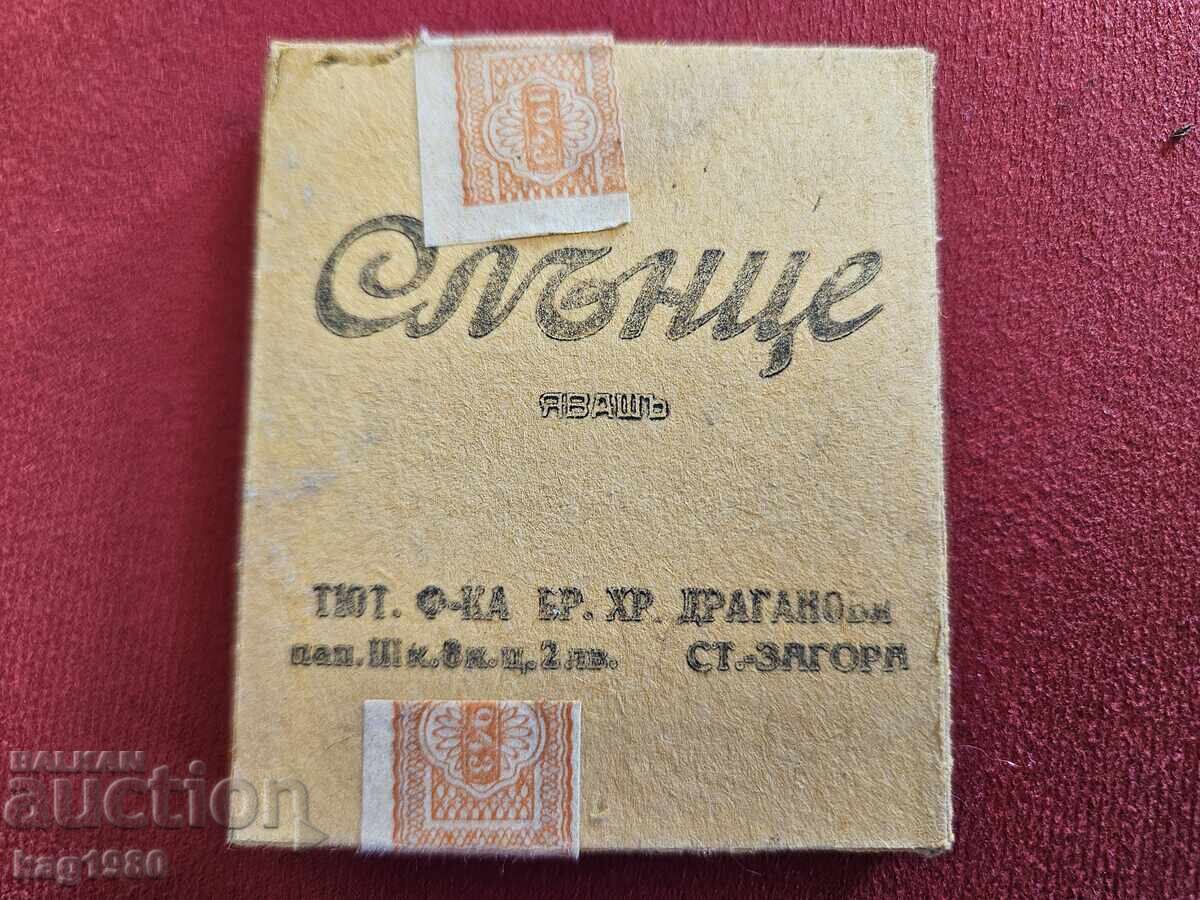 Слънце
ЯВАШЪ
ТЮТ. Ф-КА БР. ХР. ДРАГАНОВИ
пап. III к. 8 к. ц. 2 лв. СТ.-ЗАГОРА
BALKAN
auction
kag1980